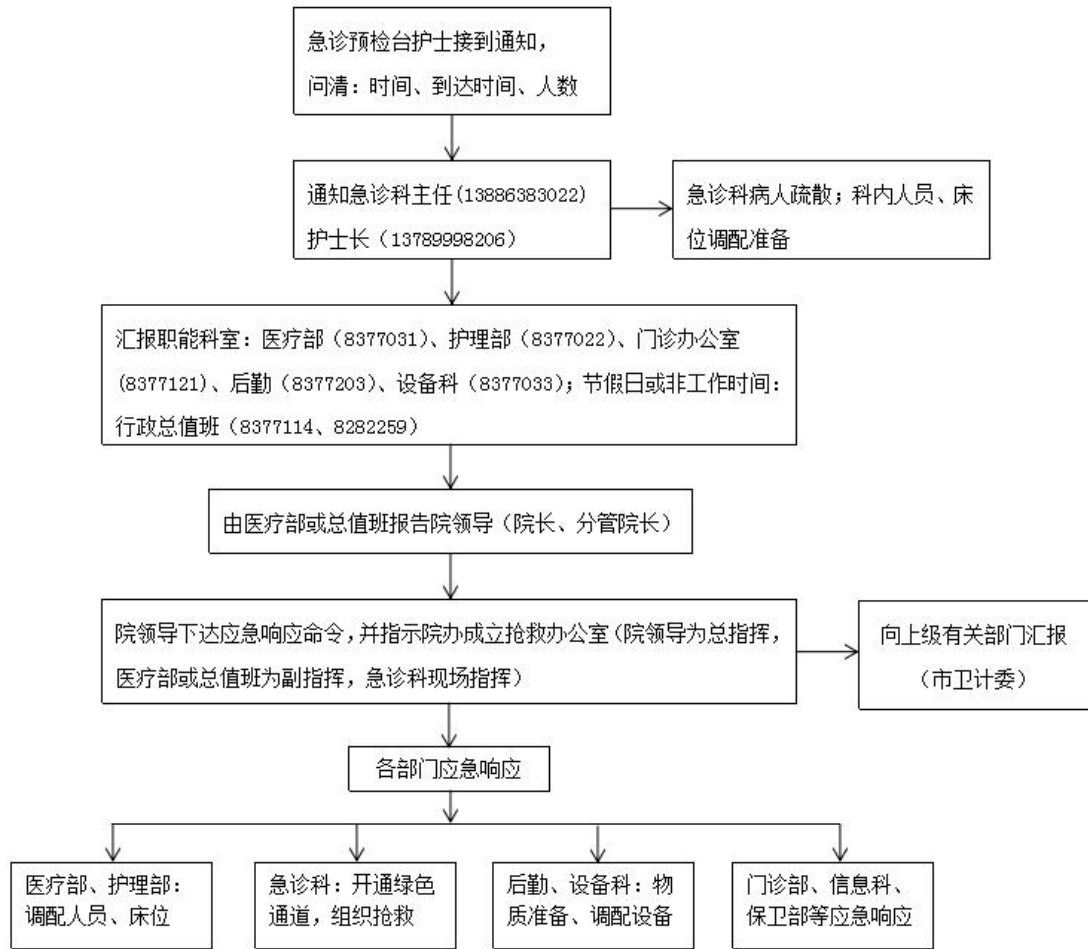 急诊预检台护士接到通知，
问清：时间、到达时间、人数
通知急诊科主任(13886383022)
护士长（13789998206）
急诊科病人疏散；科内人员、床
位调配准备
汇报职能科室：医疗部（8377031）、护理部（8377022）、门诊办公室
(8377121)、后勤（8377203）、设备科（8377033）；节假日或非工作时间：
行政总值班（8377114、8282259）
由医疗部或总值班报告院领导（院长、分管院长）
院领导下达应急响应命令，并指示院办成立抢救办公室（院领导为总指挥，
医疗部或总值班为副指挥，急诊科现场指挥）
向上级有关部门汇报
（市卫计委）
各部门应急响应
医疗部、护理部：
调配人员、床位
急诊科：开通绿色
通道，组织抢救
后勤、设备科：物
质准备、调配设备
门诊部、信息科、
保卫部等应急响应